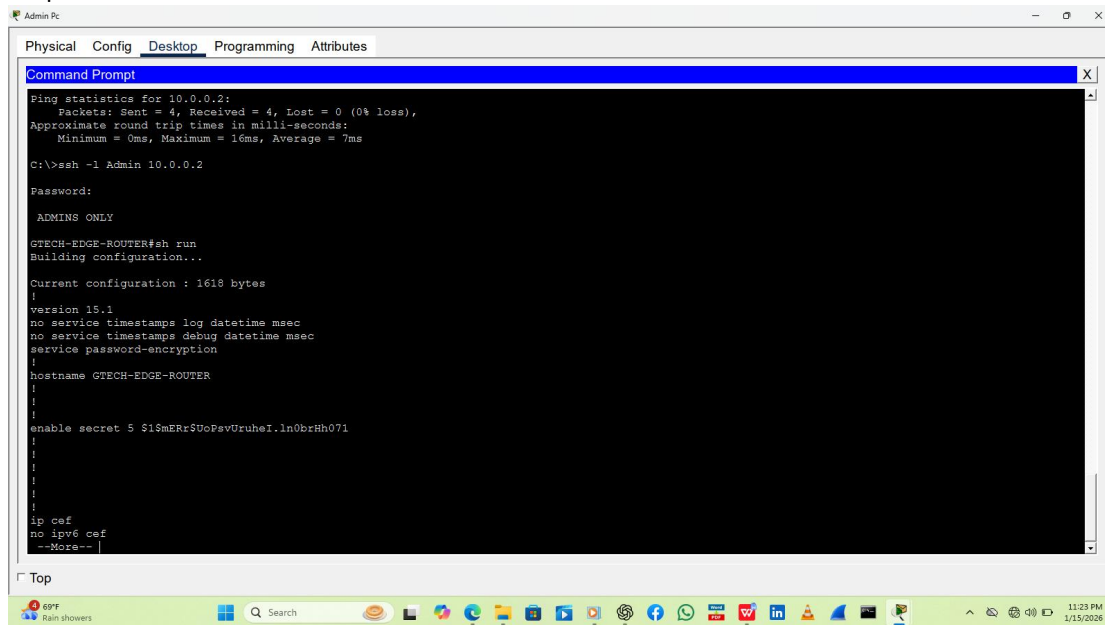 Admin Pc
Physical Config Desktop Programming Attributes
Command Prompt X
Ping statistics for 10.0.0.2:
Packets: Sent = 4, Received = 4, Lost = 0 (0% loss),
Approximate round trip times in milli-seconds:
Minimum = 0ms, Maximum = 16ms, Average = 7ms
C:\>ssh -l Admin 10.0.0.2
Password:
ADMINS ONLY
GTECH-EDGE-ROUTER#sh run
Building configuration...
Current configuration : 1618 bytes
!
version 15.1
no service timestamps log datetime msec
no service timestamps debug datetime msec
service password-encryption
!
hostname GTECH-EDGE-ROUTER
!
!
!
enable secret 5 $1$mERr$UoPsvUruheI.ln0brHh071
!
!
!
!
!
!
ip cef
no ipv6 cef
--More--
Top
4
69°F
Rain showers
Search
Word
PDF
W
in
11:23 PM
1/15/2026